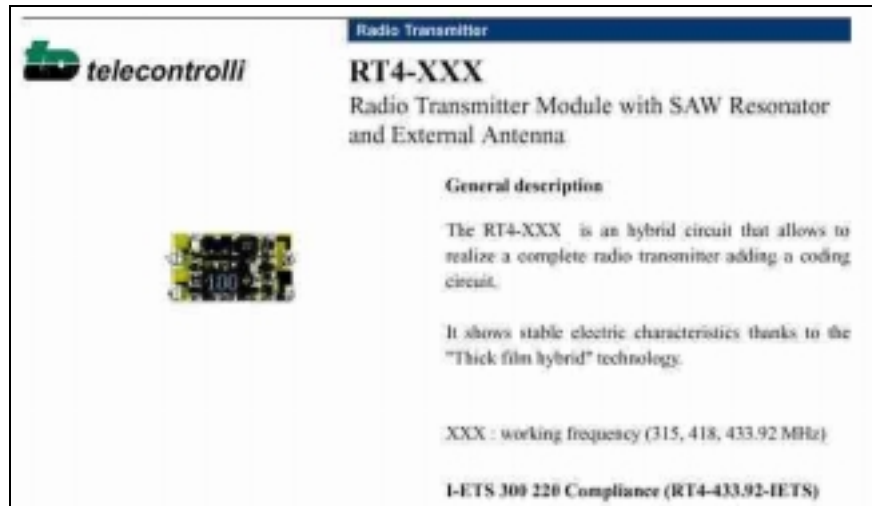 Radio Transmitter
telecontrolli
RT4-XXX
Radio Transmitter Module with SAW Resonator
and External Antenna
General description
The RT4-XXX is an hybrid circuit that allows to
realize a complete radio transmitter adding a coding
circuit.
100
It shows stable electric characteristics thanks to the
"Thick film hybrid" technology.
XXX : working frequency (315, 418, 433.92 MHz)
I-ETS 300 220 Compliance (RT4-433.92-IETS)